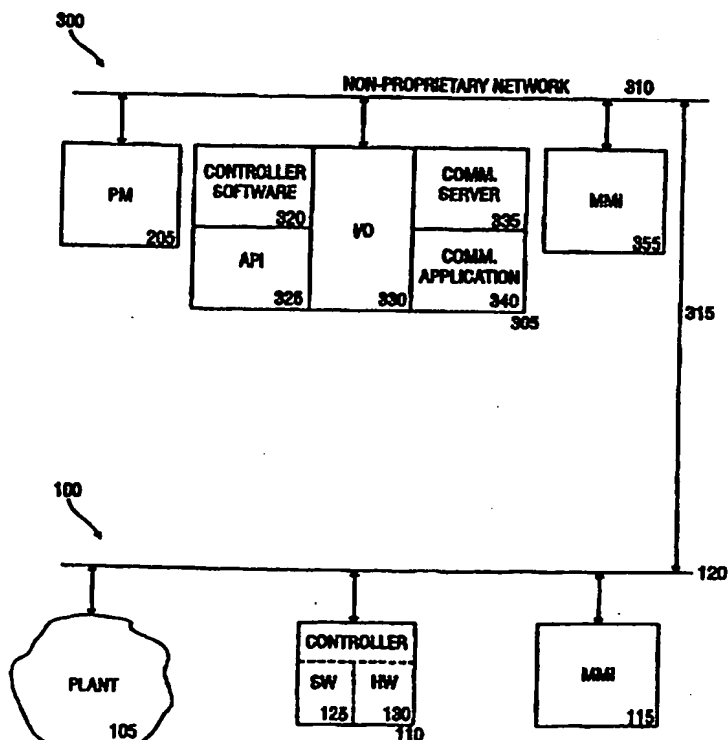 300
NON-PROPRIETARY NETWORK 310
PM
205
CONTROLLER
SOFTWARE
320
API
325
I/O
330
COMM.
SERVER
335
COMM.
APPLICATION
340
305
MMI
355
315
100
120
PLANT
105
CONTROLLER
SW
125
HW
130
110
MMI
115